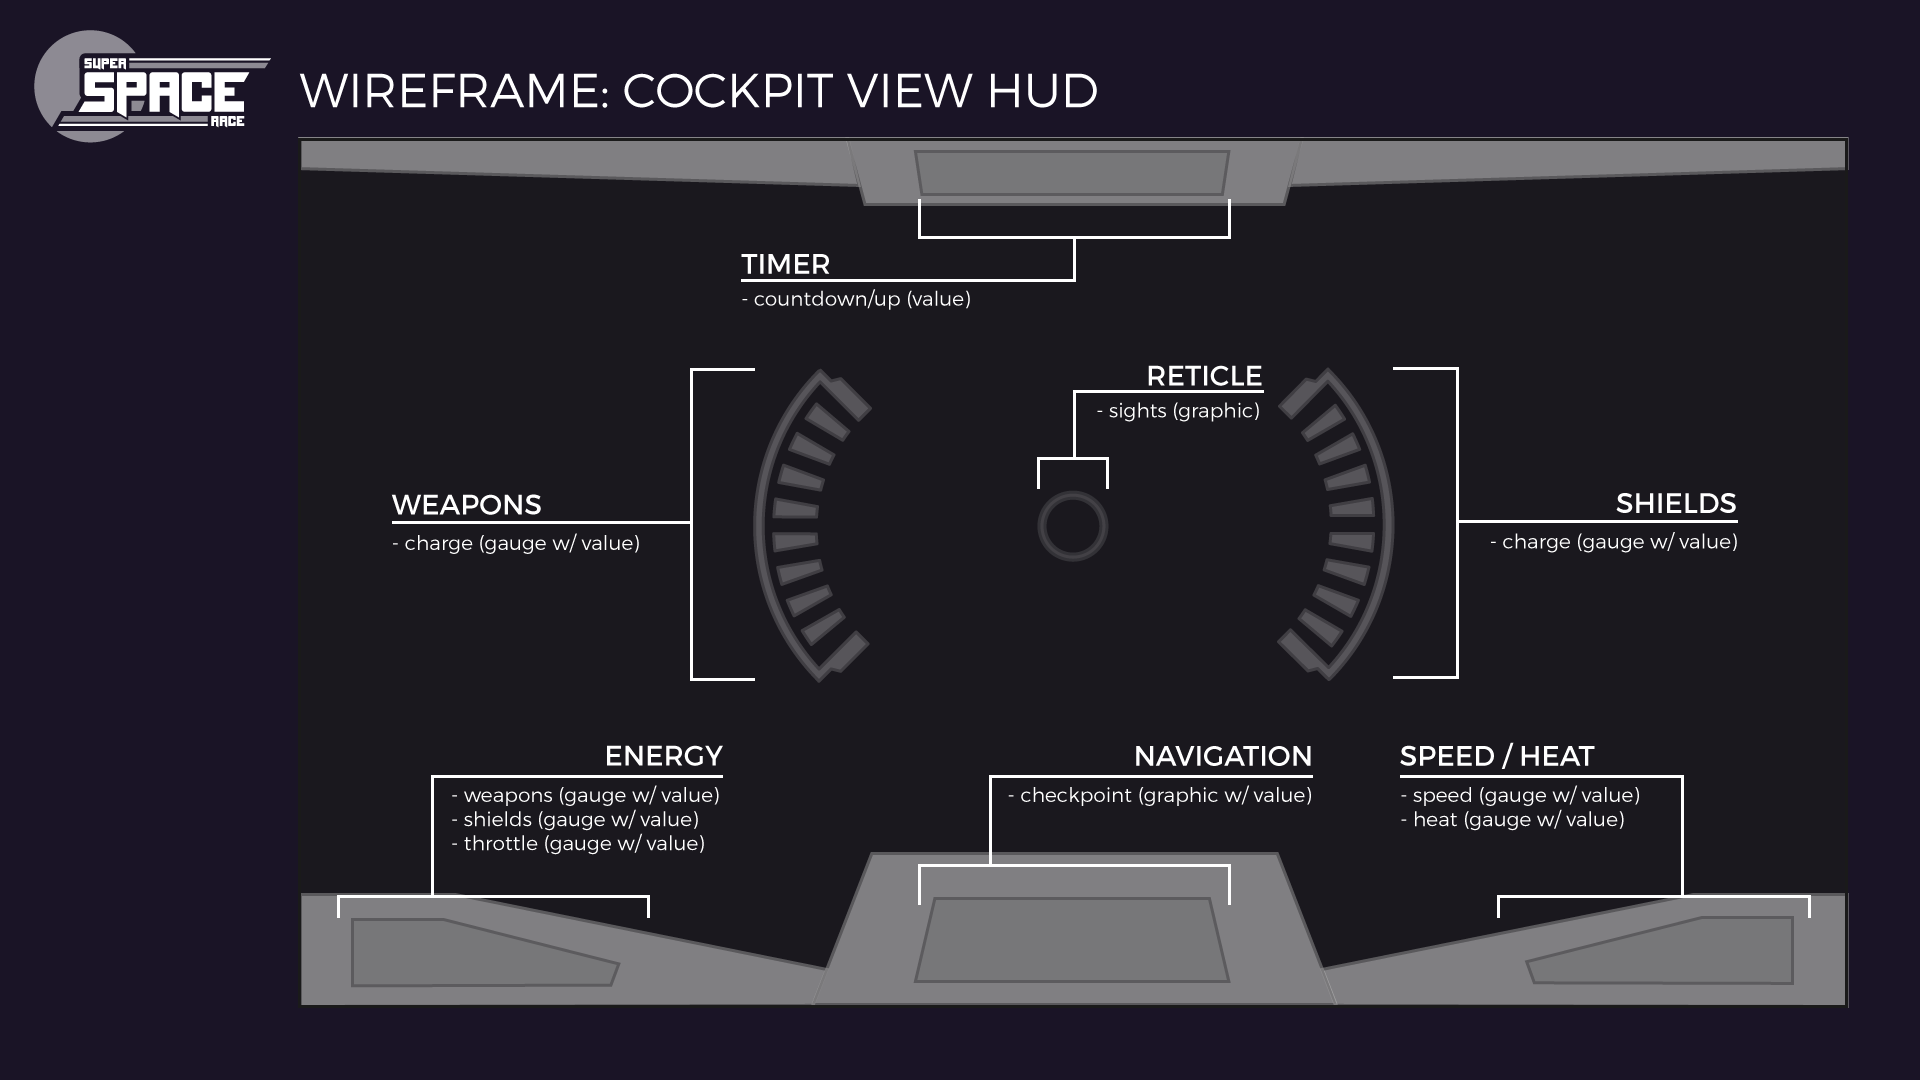 SUPER
SPACE
RACE
WIREFRAME: COCKPIT VIEW HUD
TIMER
- countdown/up (value)
RETICLE
- sights (graphic)
WEAPONS
- charge (gauge w/ value)
SHIELDS
- charge (gauge w/ value)
ENERGY
- weapons (gauge w/ value)
- shields (gauge w/ value)
- throttle (gauge w/ value)
NAVIGATION
- checkpoint (graphic w/ value)
SPEED / HEAT
- speed (gauge w/ value)
- heat (gauge w/ value)